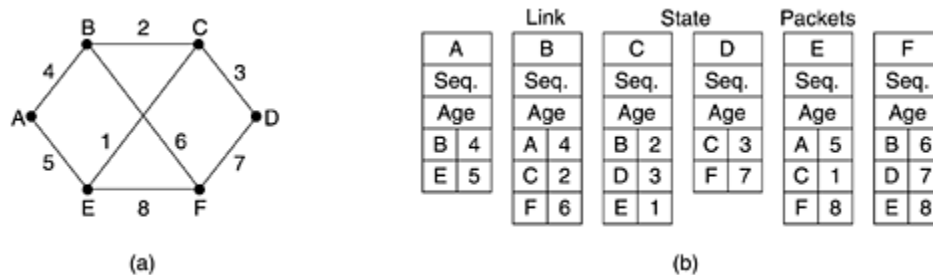 Link State Packets
B 2 C
4 3
A D
1 6
5 7
E 8 F
A B C D E F
Seq. Seq. Seq. Seq. Seq. Seq.
Age Age Age Age Age Age
B 4 A 4 B 2 C 3 A 5 B 6
E 5 C 2 D 3 F 7 C 1 D 7
F 6 E 1 F 8 E 8
(a) (b)